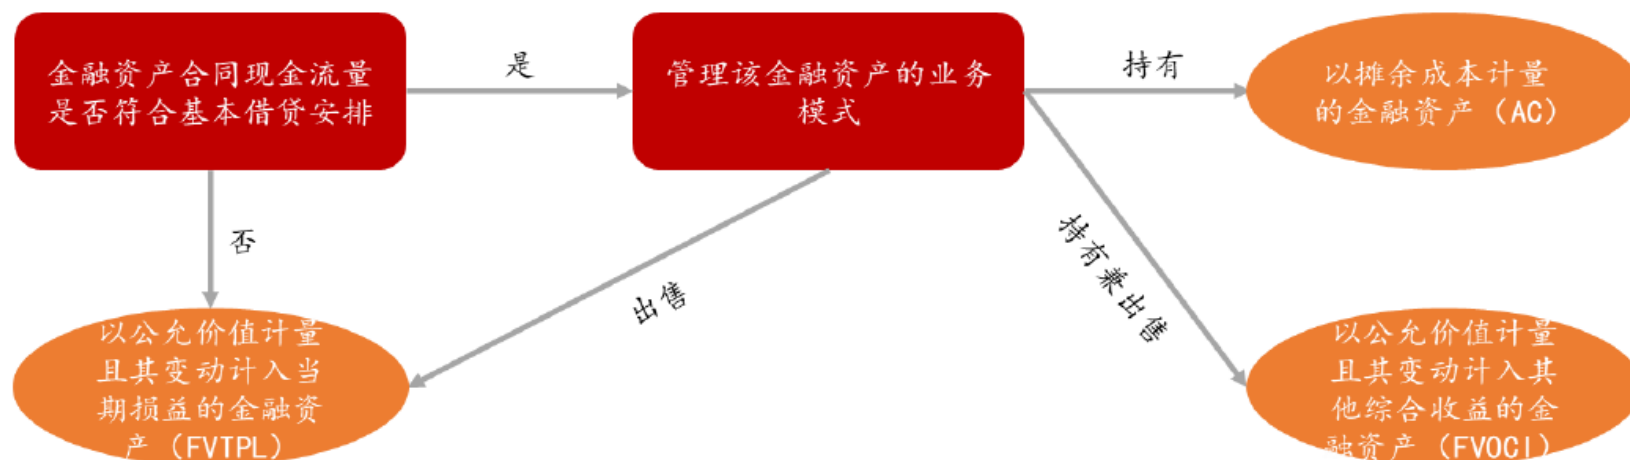 金融资产合同现金流量
是否符合基本借贷安排
是
管理该金融资产的业务
模式
持有
以摊余成本计量
的金融资产（AC）
否
出售
持有兼出售
以公允价值计量
且其变动计入当
期损益的金融资
产（FVTPL）
以公允价值计量
且其变动计入其
他综合收益的金
融资产（FVOCI）